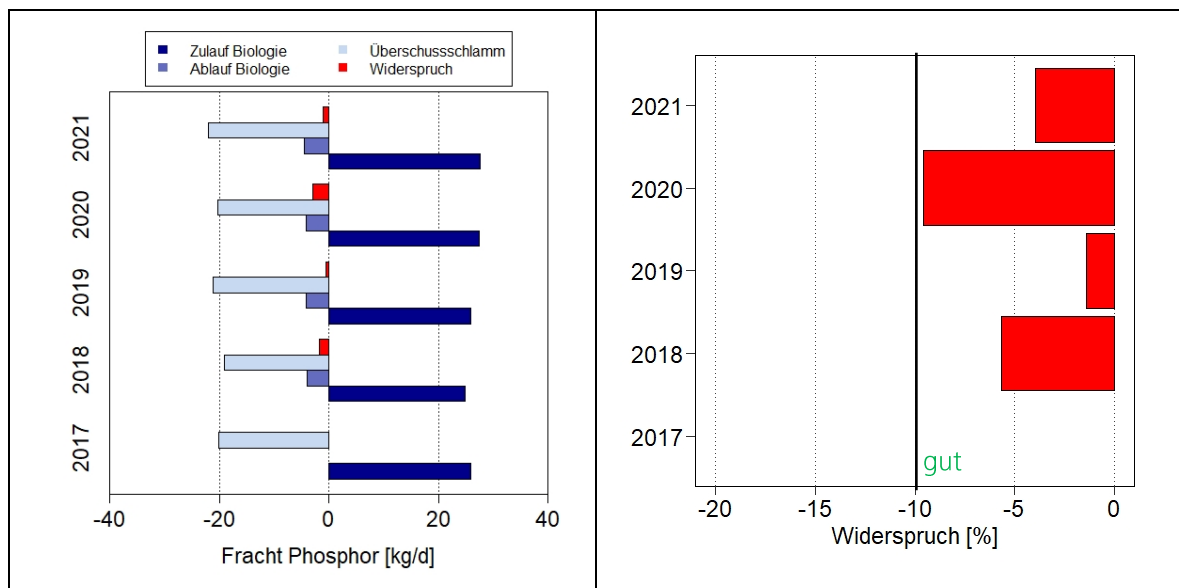 Zulauf Biologie
Ablauf Biologie
Überschussschlamm
Widerspruch
2021
2020
2019
2018
2017
-40 -20 0 20 40
Fracht Phosphor [kg/d]
2021
2020
2019
2018
2017
gut
-20 -15 -10 -5 0
Widerspruch [%]